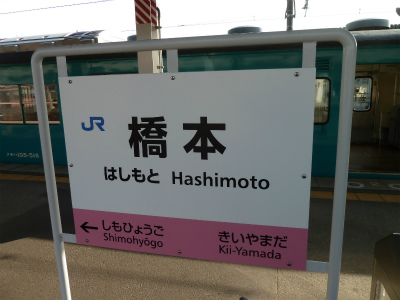 JR 橋本
はしもと Hashimoto
←しもひょうご きいやまだ
Shimohyōgo Kii-Yamada